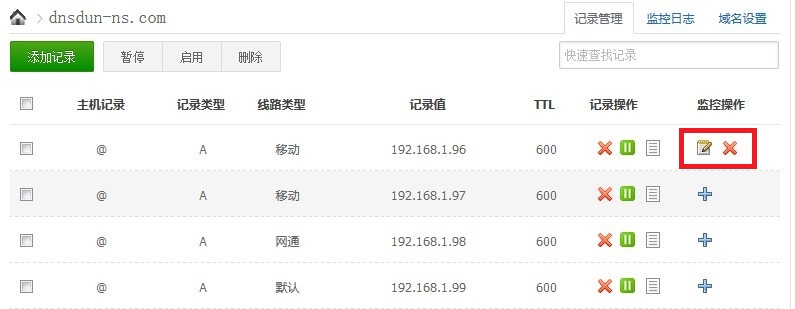 dnsdun-ns.com 记录管理 监控日志 域名设置
添加记录 暂停 启用 删除 快速查找记录
主机记录 记录类型 线路类型 记录值 TTL 记录操作 监控操作
@ A 移动 192.168.1.96 600
@ A 移动 192.168.1.97 600
@ A 网通 192.168.1.98 600
@ A 默认 192.168.1.99 600